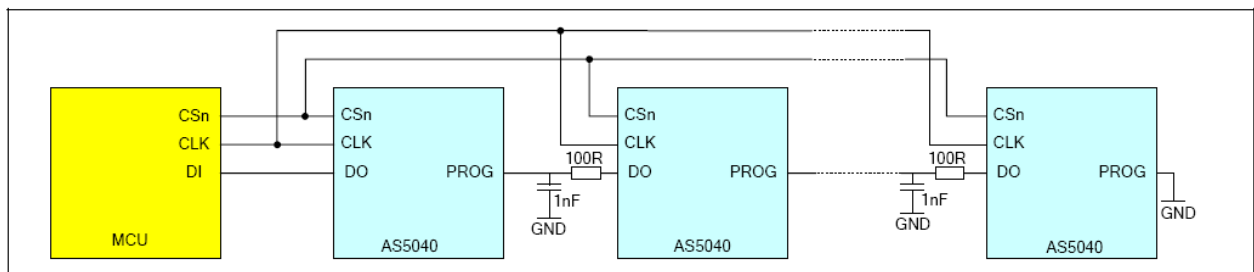 CSn
CLK
DI
MCU
CSn
CLK
DO
PROG
AS5040
100R
1nF
GND
CSn
CLK
DO
PROG
AS5040
100R
1nF
GND
CSn
CLK
DO
PROG
AS5040
GND